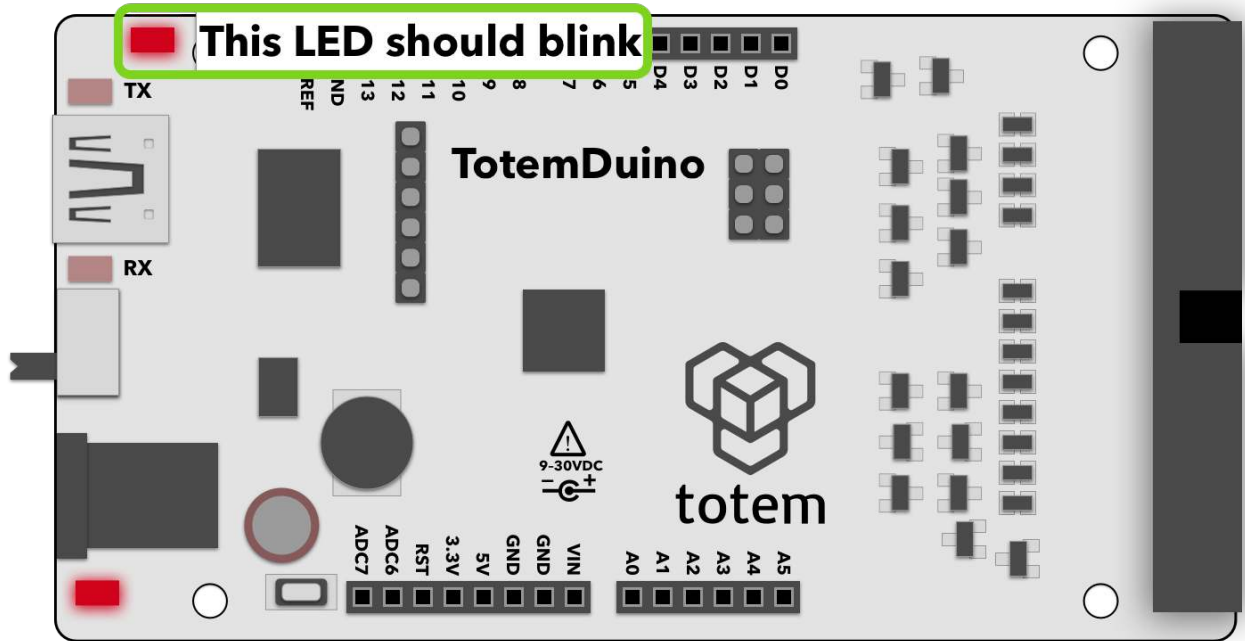 This LED should blink
TX
REF
ND
13
12
11
10
9
8
7
6
5
D4
D3
D2
D1
D0
TotemDuino
RX
9-30VDC
- +
totem
ADC7
ADC6
RST
3.3V
5V
GND
GND
VIN
A0
A1
A2
A3
A4
A5